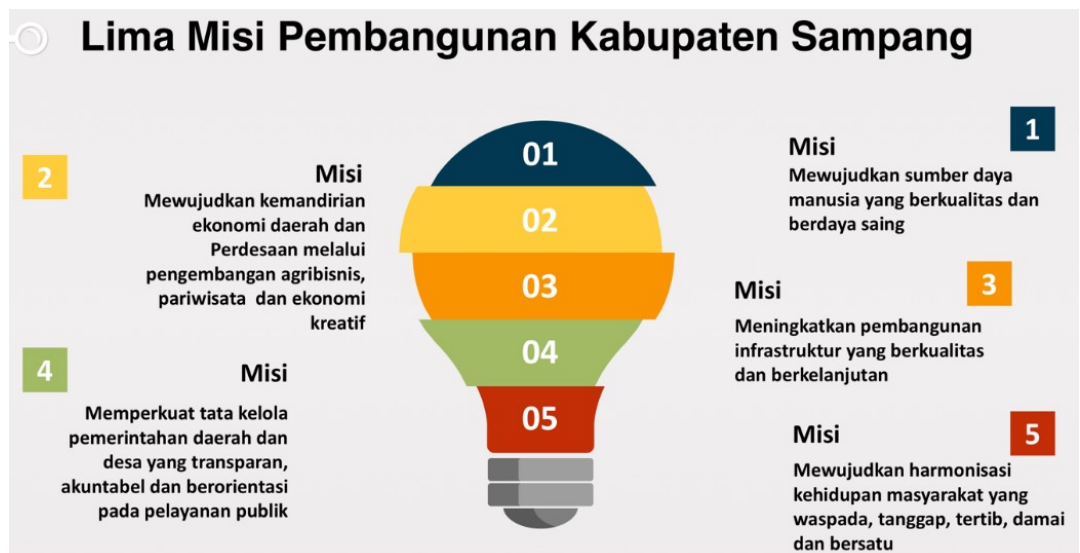 Lima Misi Pembangunan Kabupaten Sampang
01
02
03
04
05
1
Misi
Mewujudkan sumber daya
manusia yang berkualitas dan
berdaya saing
2
Misi
Mewujudkan kemandirian
ekonomi daerah dan
Perdesaan melalui
pengembangan agribisnis,
pariwisata dan ekonomi
kreatif
3
Misi
Meningkatkan pembangunan
infrastruktur yang berkualitas
dan berkelanjutan
4
Misi
Memperkuat tata kelola
pemerintahan daerah dan
desa yang transparan,
akuntabel dan berorientasi
pada pelayanan publik
5
Misi
Mewujudkan harmonisasi
kehidupan masyarakat yang
waspada, tanggap, tertib, damai
dan bersatu